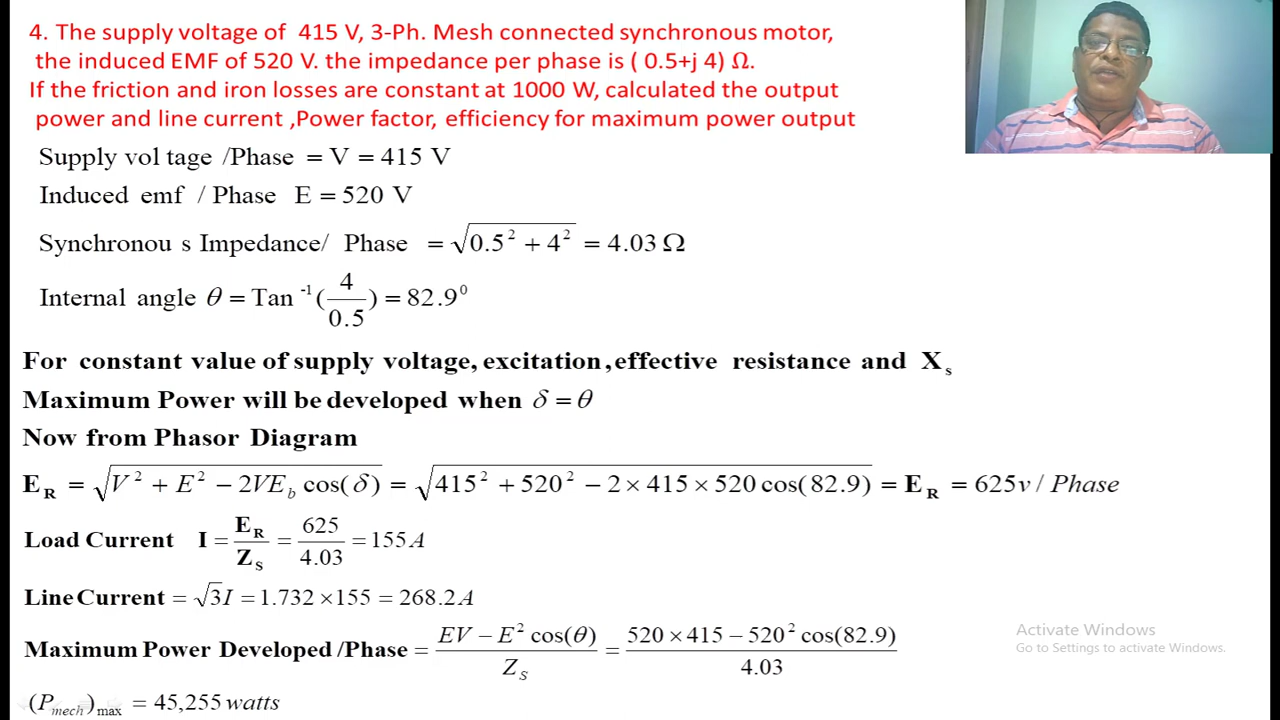 4. The supply voltage of 415 V, 3-Ph. Mesh connected synchronous motor,
the induced EMF of 520 V. the impedance per phase is ( 0.5+j 4) Ω.
If the friction and iron losses are constant at 1000 W, calculated the output
power and line current ,Power factor, efficiency for maximum power output
Supply vol tage /Phase = V = 415 V
Induced emf / Phase E = 520 V
Synchronou s Impedance/ Phase = √(0.5² + 4²) = 4.03 Ω
Internal angle θ = Tan⁻¹(4/0.5) = 82.9⁰
For constant value of supply voltage, excitation, effective resistance and Xₛ
Maximum Power will be developed when δ = θ
Now from Phasor Diagram
E_R = √(V² + E² − 2VE_b cos(δ)) = √(415² + 520² − 2 × 415 × 520 cos(82.9)) = E_R = 625v / Phase
Load Current I = E_R/Z_S = 625/4.03 = 155 A
Line Current = √3I = 1.732 × 155 = 268.2 A
Maximum Power Developed /Phase = (EV − E² cos(θ))/Z_S = (520 × 415 − 520² cos(82.9))/4.03
(P_mech)_max = 45,255 watts
Activate Windows
Go to Settings to activate Windows.